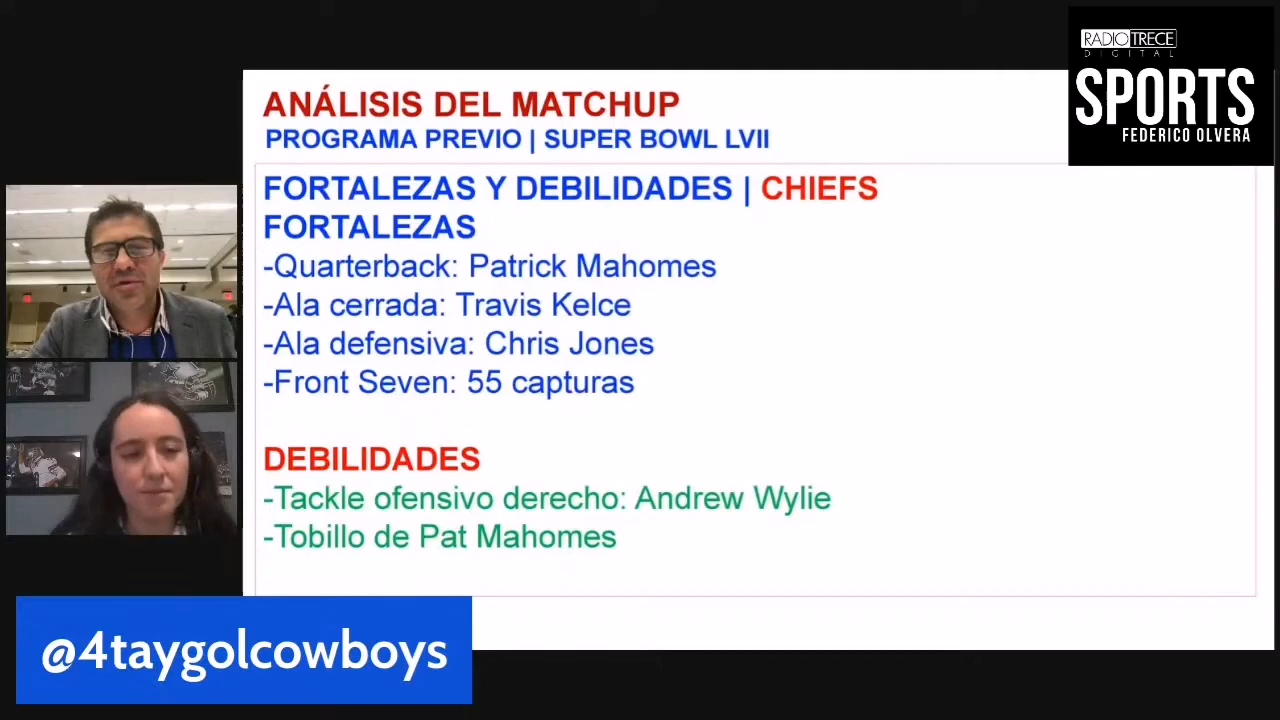 RADIO TRECE
DIGITAL
SPORTS
FEDERICO OLVERA
ANÁLISIS DEL MATCHUP
PROGRAMA PREVIO | SUPER BOWL LVII
FORTALEZAS Y DEBILIDADES | CHIEFS
FORTALEZAS
-Quarterback: Patrick Mahomes
-Ala cerrada: Travis Kelce
-Ala defensiva: Chris Jones
-Front Seven: 55 capturas
DEBILIDADES
-Tackle ofensivo derecho: Andrew Wylie
-Tobillo de Pat Mahomes
@4taygolcowboys